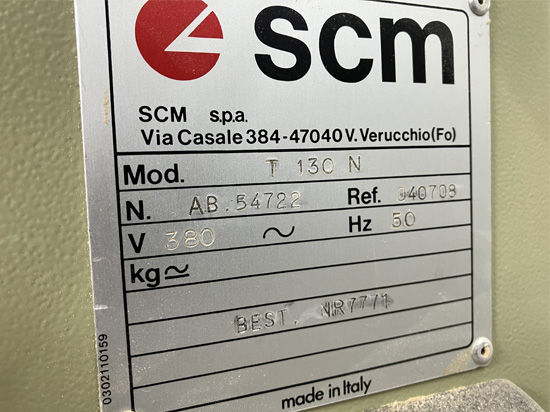 scm
SCM s.p.a.
Via Casale 384-47040 V. Verucchio (Fo)
Mod. T 130 N
N. AB.54722 Ref. 040708
V 380 ~ Hz 50
kg≃
BEST. NR7771
made in Italy
0302110159